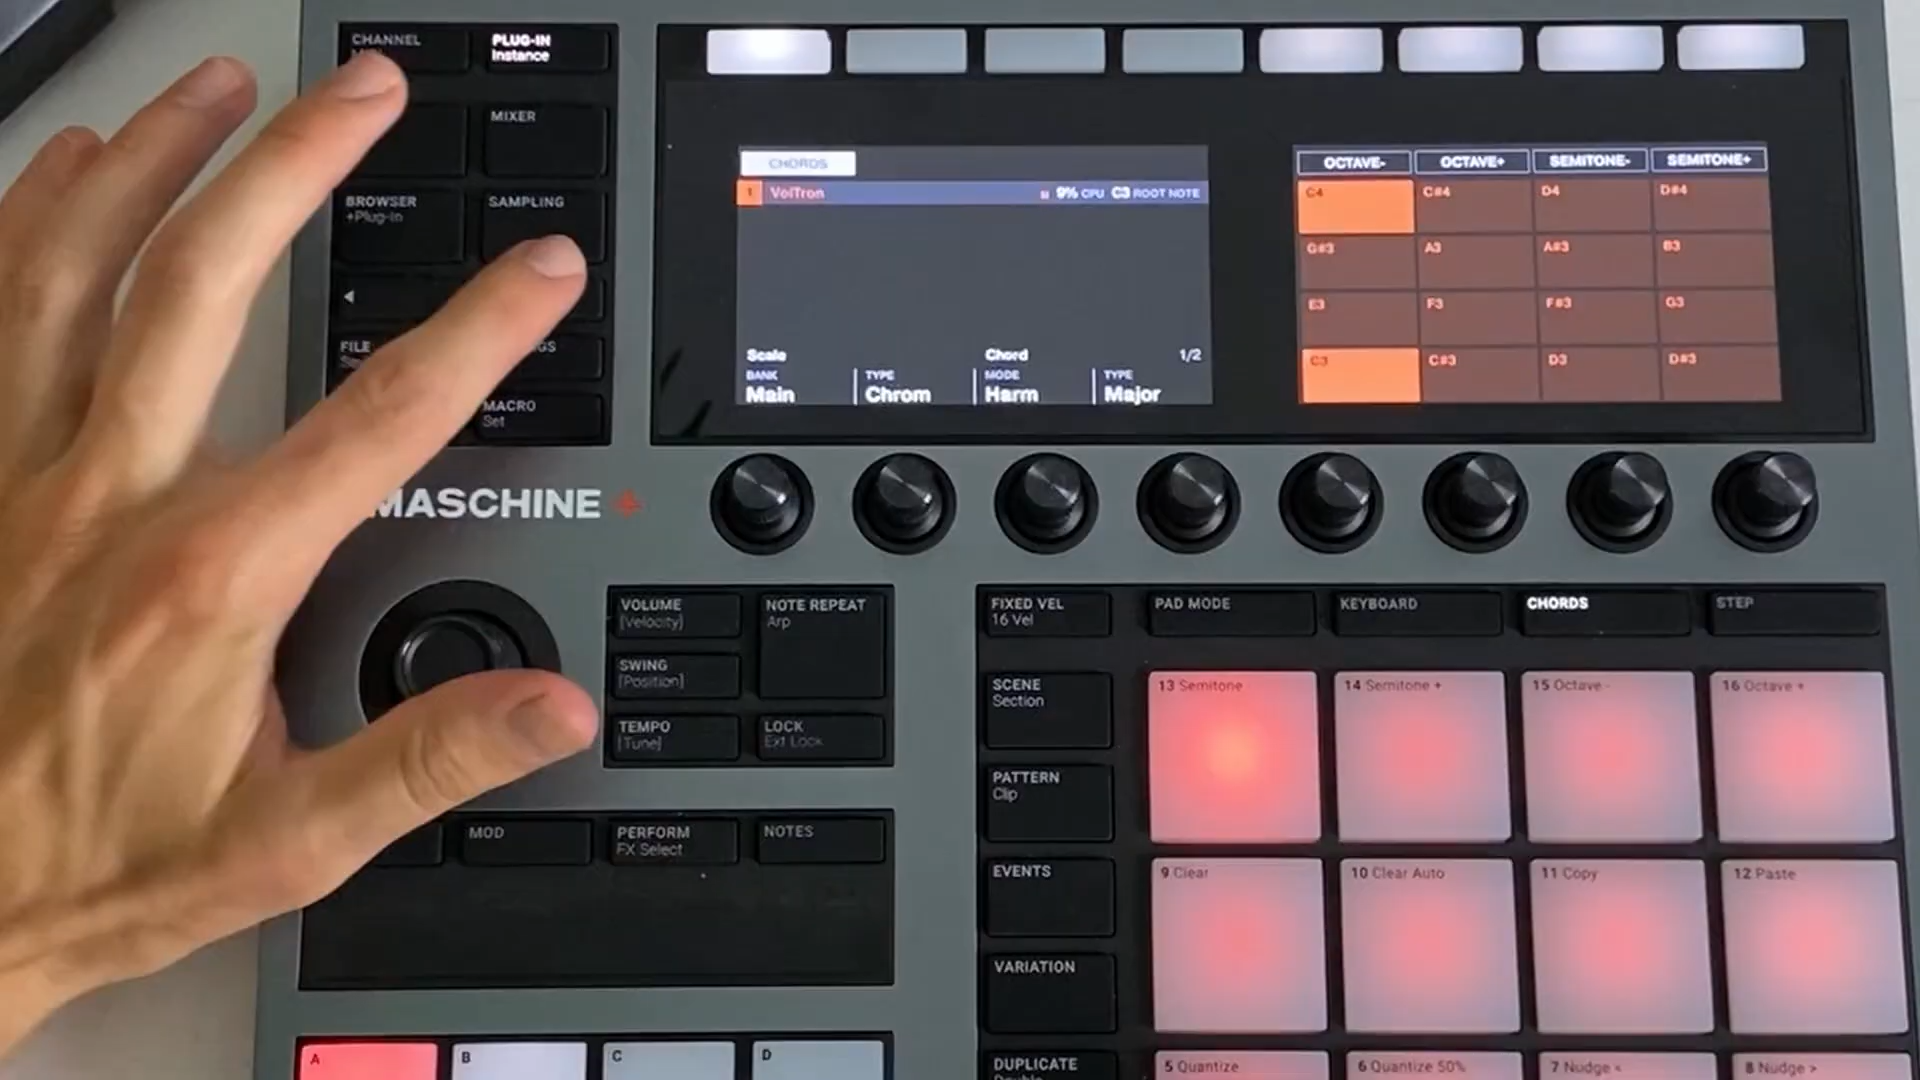 CHANNEL
PLUG-IN
Instance
MIXER
BROWSER
+Plug-In
SAMPLING
FILE
MACRO
Set
MASCHINE +
CHORDS
1 VolTron 9% CPU C3 ROOT NOTE
Scale Chord 1/2
BANK TYPE MODE TYPE
Main Chrom Harm Major
OCTAVE- OCTAVE+ SEMITONE- SEMITONE+
C4 C#4 D4 D#4
G#3 A3 A#3 B3
E3 F3 F#3 G3
C3 C#3 D3 D#3
VOLUME
[Velocity]
NOTE REPEAT
Arp
SWING
[Position]
TEMPO
[Tune]
LOCK
Ext Lock
MOD
PERFORM
FX Select
NOTES
A B C D
FIXED VEL
16 Vel
PAD MODE
KEYBOARD
CHORDS
STEP
SCENE
Section
PATTERN
Clip
EVENTS
VARIATION
DUPLICATE
Double
13 Semitone - 14 Semitone + 15 Octave - 16 Octave +
9 Clear 10 Clear Auto 11 Copy 12 Paste
5 Quantize 6 Quantize 50% 7 Nudge < 8 Nudge >